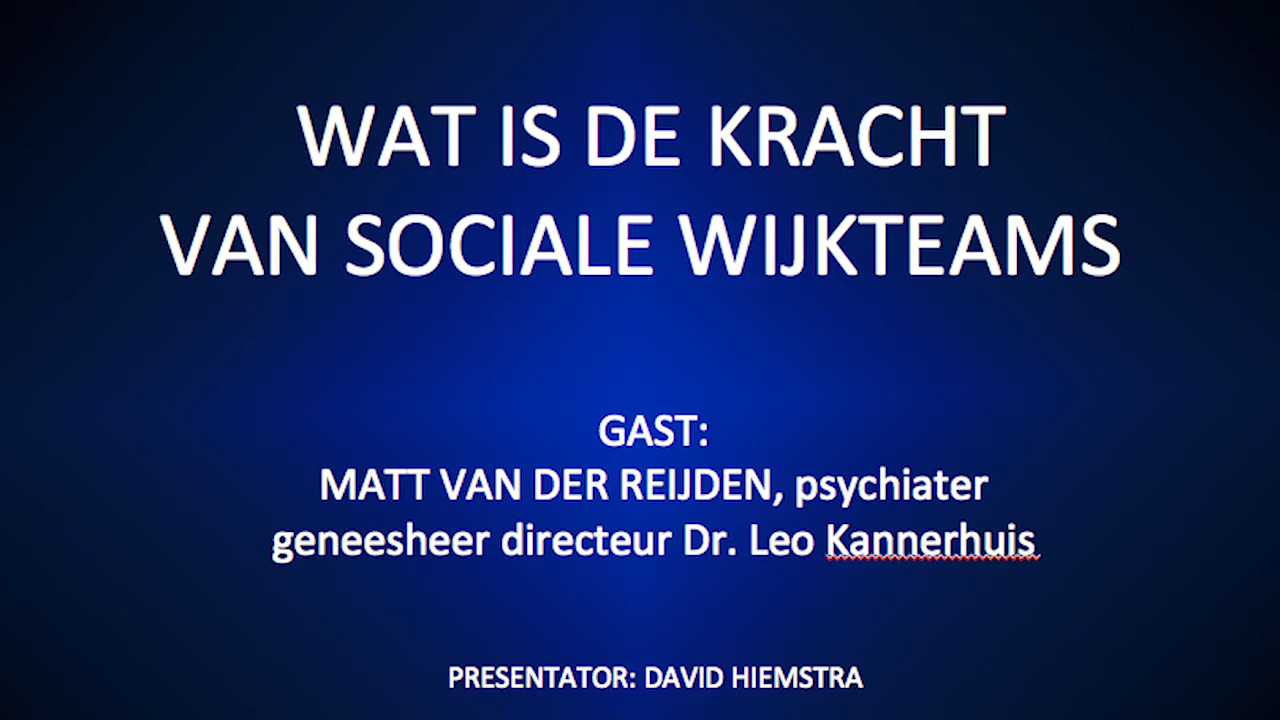 WAT IS DE KRACHT
VAN SOCIALE WIJKTEAMS
GAST:
MATT VAN DER REIJDEN, psychiater
geneesheer directeur Dr. Leo Kannerhuis
PRESENTATOR: DAVID HIEMSTRA